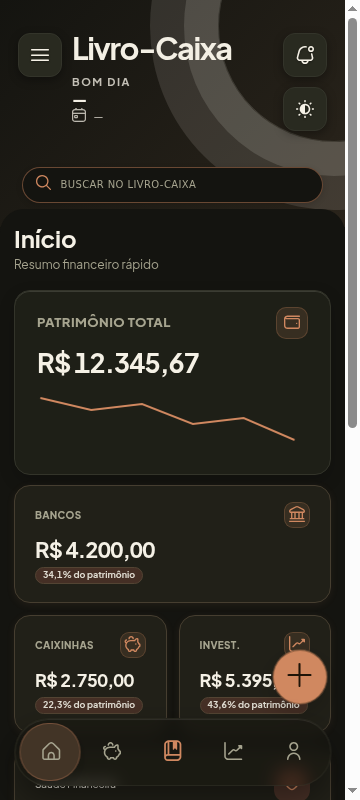 Livro-Caixa
BOM DIA
—
—
BUSCAR NO LIVRO-CAIXA
Início
Resumo financeiro rápido
PATRIMÔNIO TOTAL
R$ 12.345,67
BANCOS
R$ 4.200,00
34,1% do patrimônio
CAIXINHAS
INVEST.
R$ 2.750,00
R$ 5.395,
22,3% do patrimônio
43,6% do patrimônio